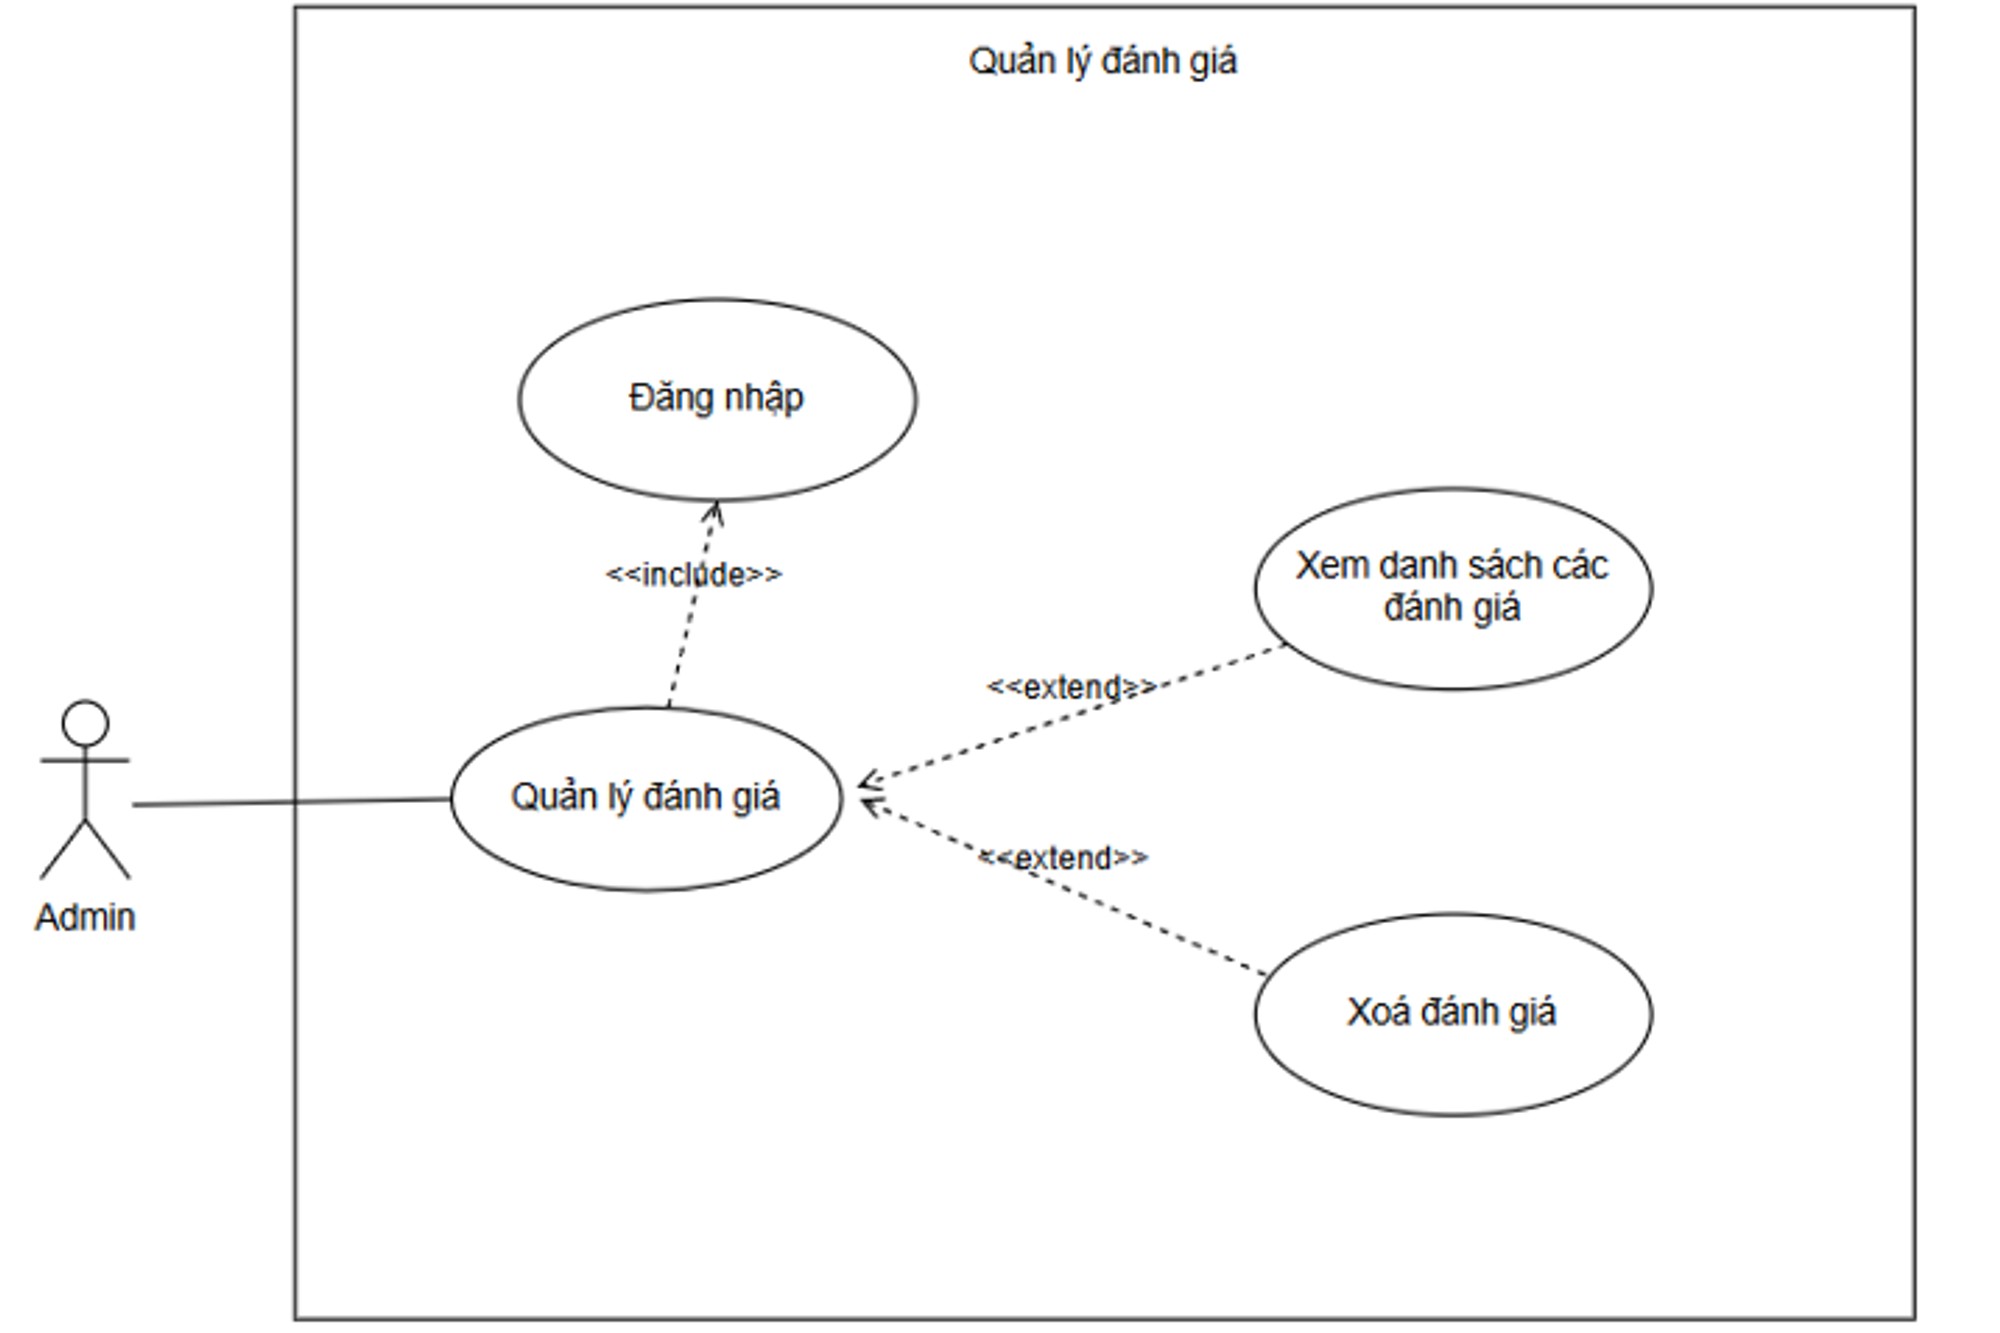 Quản lý đánh giá
Đăng nhập
<<include>>
Xem danh sách các
đánh giá
<<extend>>
Quản lý đánh giá
<<extend>>
Admin
Xoá đánh giá